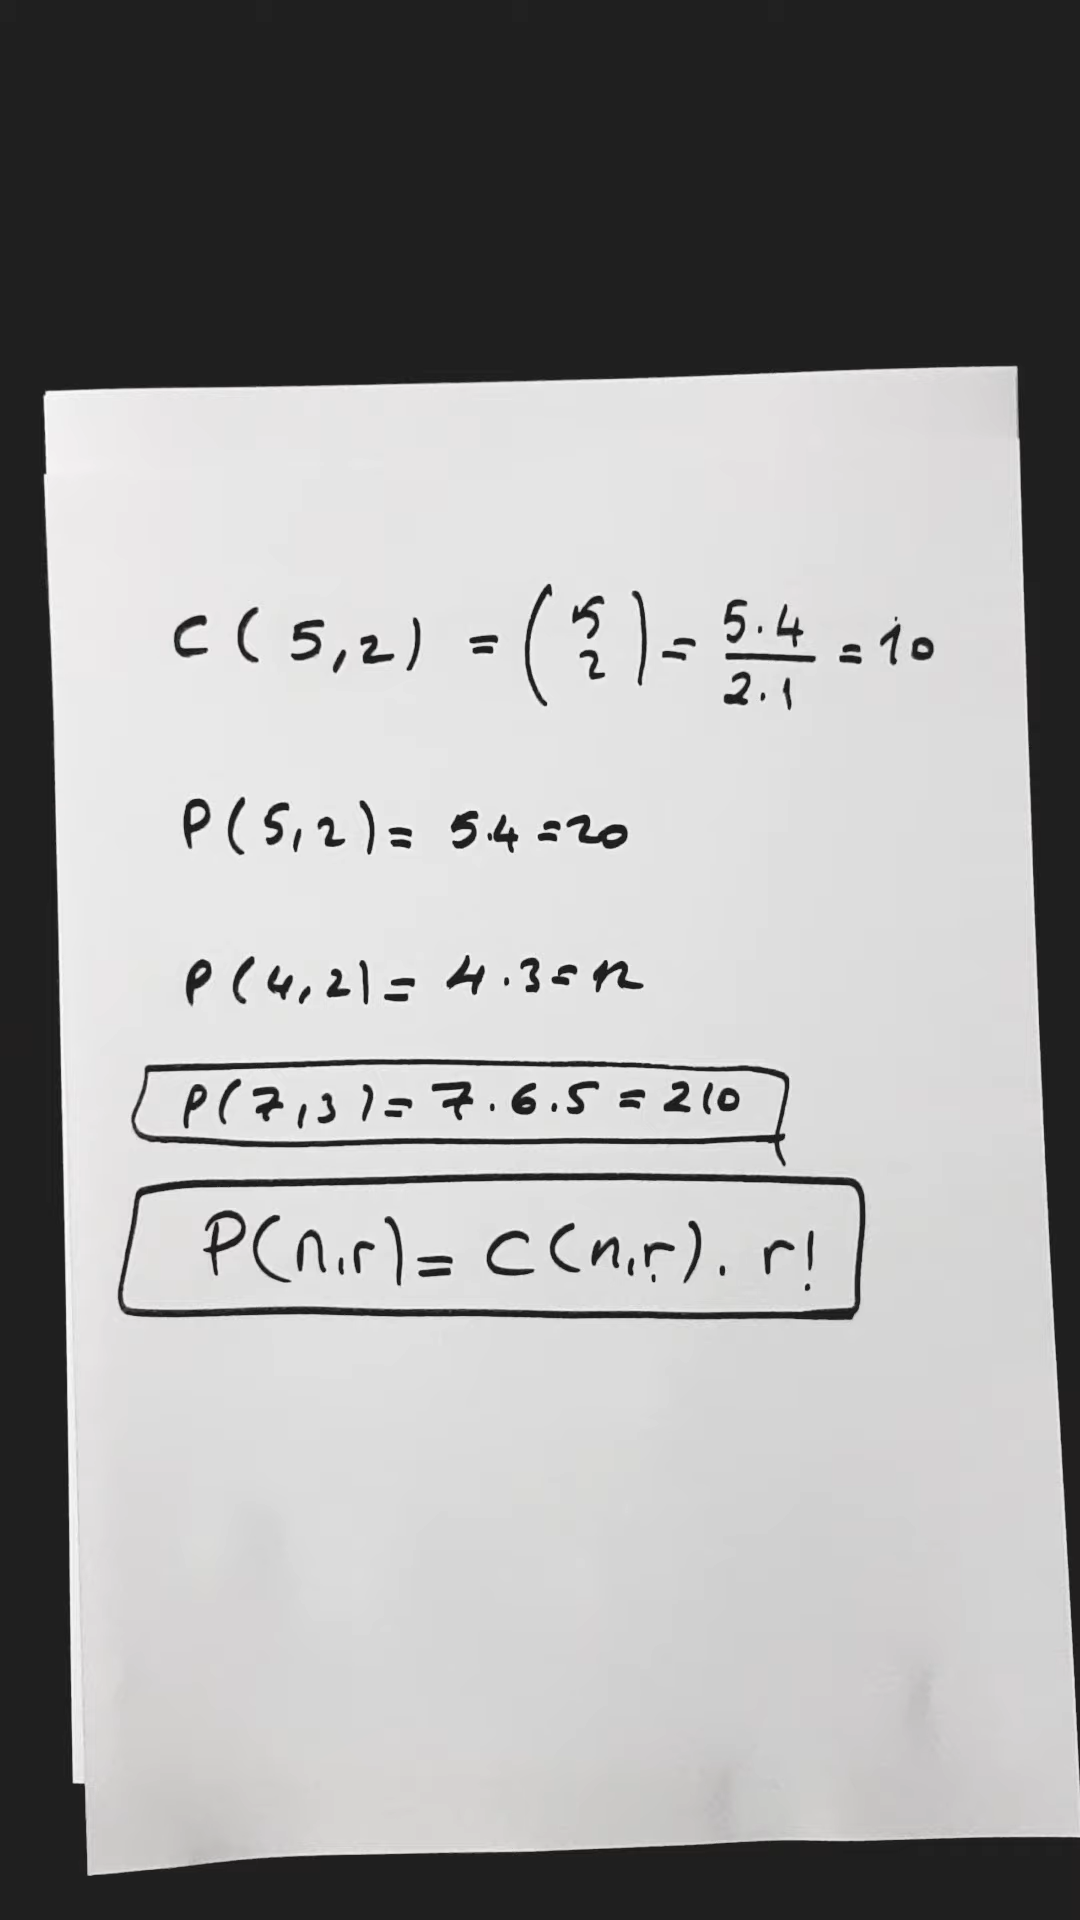 C(5,2) = (5 2) = 5.4/2.1 = 10
P(5,2) = 5.4 = 20
P(4,2) = 4.3 = 12
P(7,3) = 7.6.5 = 210
P(n,r) = C(n,r). r!